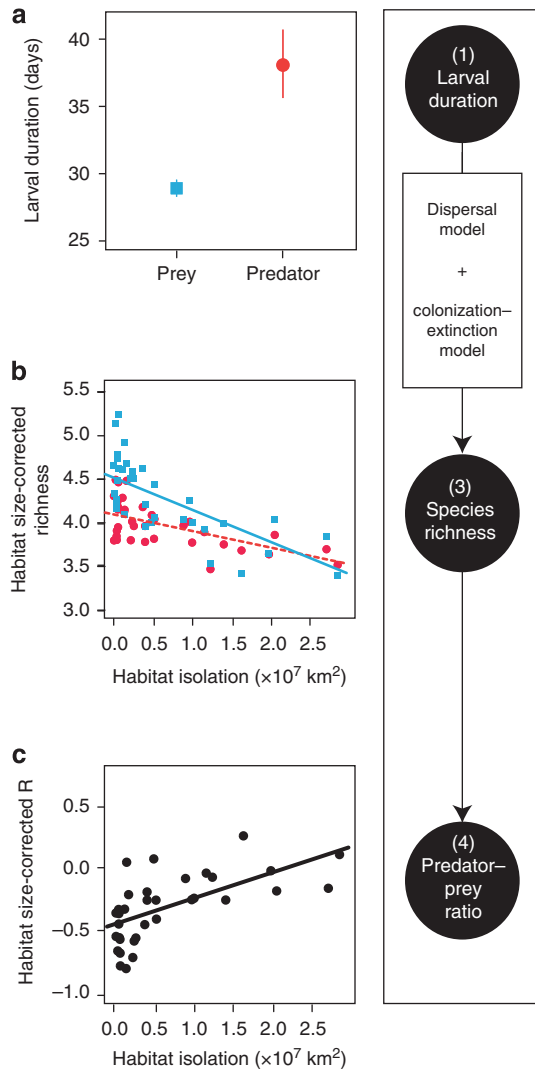 a
Larval duration (days)
40
35
30
25
Prey
Predator
b
Habitat size-corrected
richness
5.5
5.0
4.5
4.0
3.5
3.0
0.0
0.5
1.0
1.5
2.0
2.5
Habitat isolation (×10⁷ km²)
c
Habitat size-corrected R
0.5
0.0
−0.5
−1.0
0.0
0.5
1.0
1.5
2.0
2.5
Habitat isolation (×10⁷ km²)
(1)
Larval
duration
Dispersal
model
+
colonization–
extinction
model
(3)
Species
richness
(4)
Predator–
prey
ratio